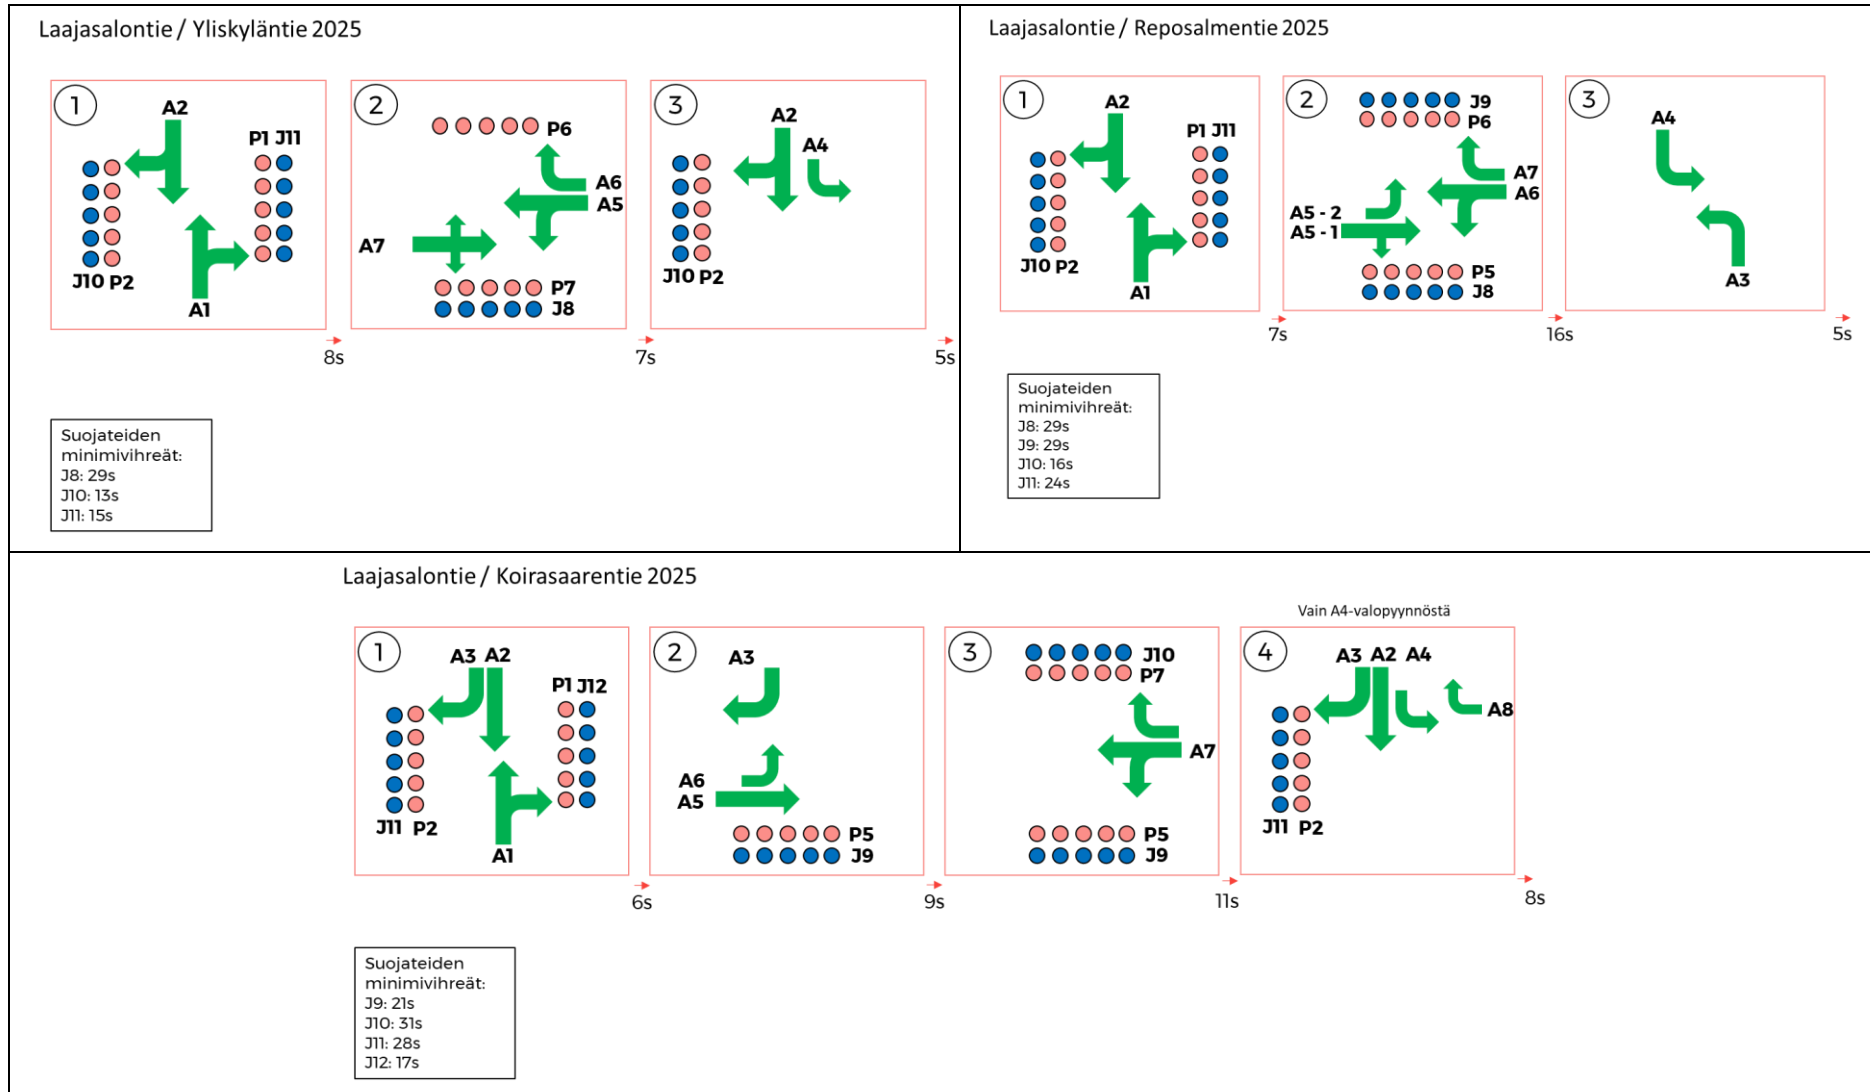 Laajasalontie / Yliskyläntie 2025
1
A2
P1 J11
J10 P2
A1
8s
2
P6
A6
A5
A7
P7
J8
7s
3
A2
A4
J10 P2
5s
Suojateiden
minimivihreät:
J8: 29s
J10: 13s
J11: 15s
Laajasalontie / Reposalmentie 2025
1
A2
P1 J11
J10 P2
A1
7s
2
J9
P6
A7
A6
A5 - 2
A5 - 1
P5
J8
16s
3
A4
A3
5s
Suojateiden
minimivihreät:
J8: 29s
J9: 29s
J10: 16s
J11: 24s
Laajasalontie / Koirasaarentie 2025
1
A3 A2
P1 J12
J11 P2
A1
6s
2
A3
A6
A5
P5
J9
9s
3
J10
P7
A7
P5
J9
11s
Vain A4-valopyynnöstä
4
A3 A2 A4
A8
J11 P2
8s
Suojateiden
minimivihreät:
J9: 21s
J10: 31s
J11: 28s
J12: 17s